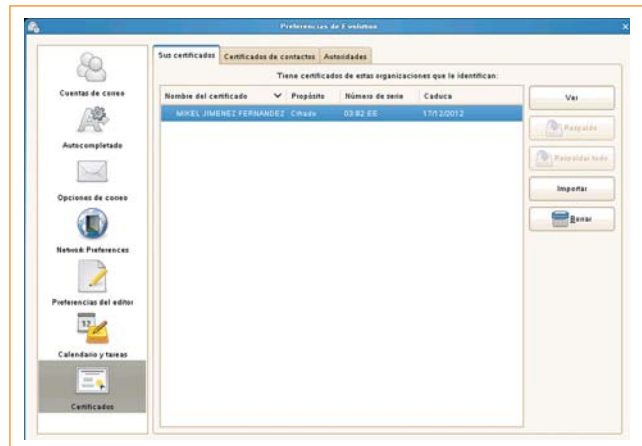 Preferencias de Evolution
Cuentas de correo
Autocompletado
Opciones de correo
Network Preferences
Preferencias del editor
Calendario y tareas
Certificados
Sus certificados Certificados de contactos Autoridades
Tiene certificados de estas organizaciones que le identifican:
Nombre del certificado Propósito Número de serie Caduca
MIKEL JIMENEZ FERNANDEZ Cifrado 03:82:EE 17/12/2012
Ver
Respaldo
Respaldar todo
Importar
Borrar